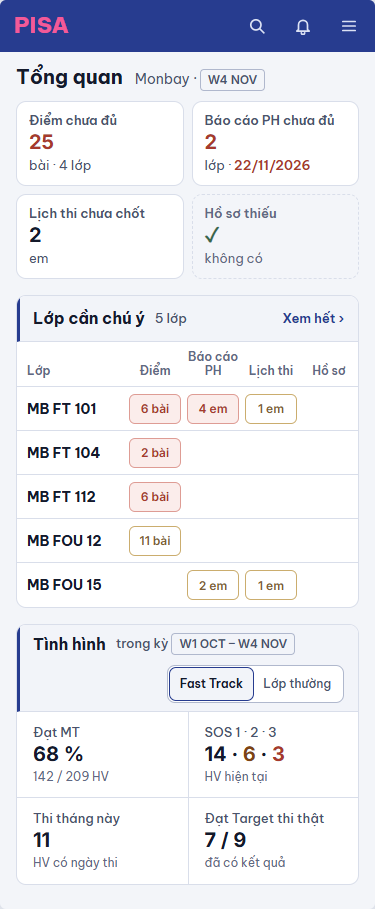 PISA
Tổng quan Monbay · W4 NOV
Điểm chưa đủ
25
bài · 4 lớp
Báo cáo PH chưa đủ
2
lớp · 22/11/2026
Lịch thi chưa chốt
2
em
Hồ sơ thiếu
✓
không có
Lớp cần chú ý 5 lớp Xem hết ›
Lớp Điểm Báo cáo PH Lịch thi Hồ sơ
MB FT 101 6 bài 4 em 1 em
MB FT 104 2 bài
MB FT 112 6 bài
MB FOU 12 11 bài
MB FOU 15 2 em 1 em
Tình hình trong kỳ W1 OCT – W4 NOV
Fast Track Lớp thường
Đạt MT
68 %
142 / 209 HV
SOS 1 · 2 · 3
14 · 6 · 3
HV hiện tại
Thi tháng này
11
HV có ngày thi
Đạt Target thi thật
7 / 9
đã có kết quả